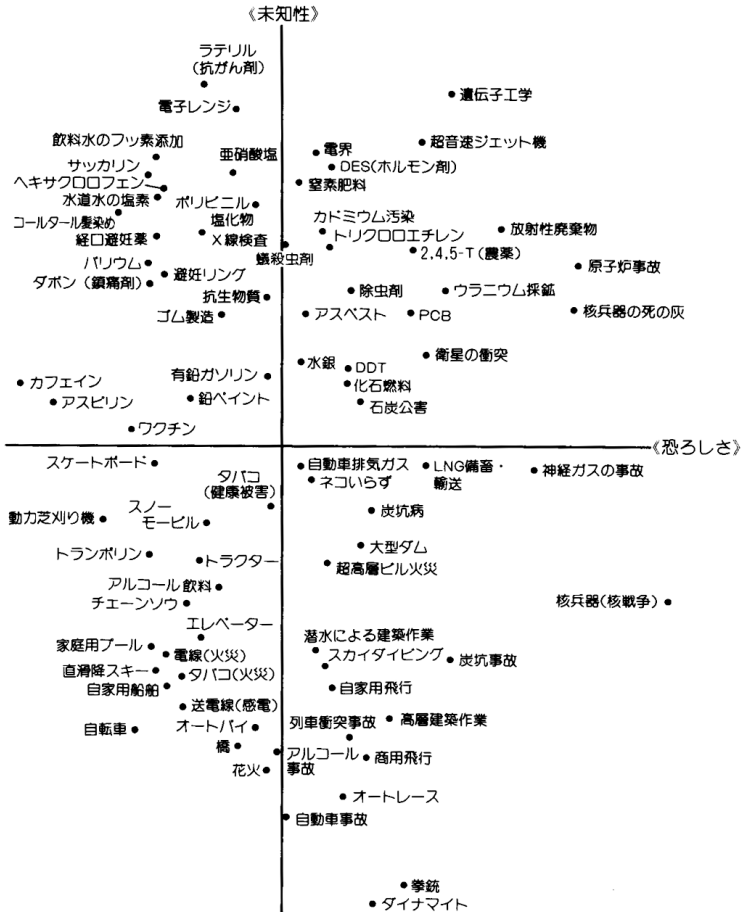 《未知性》
ラテリル
(抗がん剤)
遺伝子工学
電子レンジ
飲料水のフッ素添加
亜硝酸塩
電界
超音速ジェット機
サッカリン
DES(ホルモン剤)
ヘキサクロロフェン
窒素肥料
水道水の塩素
ポリビニル
塩化物
コールタール髪染め
カドミウム汚染
放射性廃棄物
経口避妊薬
X線検査
トリクロロエチレン
蟻殺虫剤
2,4,5-T(農薬)
バリウム
避妊リング
原子炉事故
ダボン(鎮痛剤)
抗生物質
除虫剤
ウラニウム採鉱
ゴム製造
アスベスト
PCB
核兵器の死の灰
衛星の衝突
水銀
DDT
カフェイン
有鉛ガソリン
化石燃料
アスピリン
鉛ペイント
石炭公害
ワクチン
《恐ろしさ》
スケートボード
タバコ
(健康被害)
自動車排気ガス
LNG備蓄・
輸送
神経ガスの事故
ネコいらず
動力芝刈り機
スノー
モービル
炭坑病
トランポリン
トラクター
大型ダム
超高層ビル火災
アルコール飲料
チェーンソウ
核兵器(核戦争)
エレベーター
潜水による建築作業
家庭用プール
電線(火災)
スカイダイビング
炭坑事故
直滑降スキー
タバコ(火災)
自家用船舶
自家用飛行
送電線(感電)
自転車
オートバイ
列車衝突事故
高層建築作業
橋
アルコール
事故
商用飛行
花火
オートレース
自動車事故
拳銃
ダイナマイト